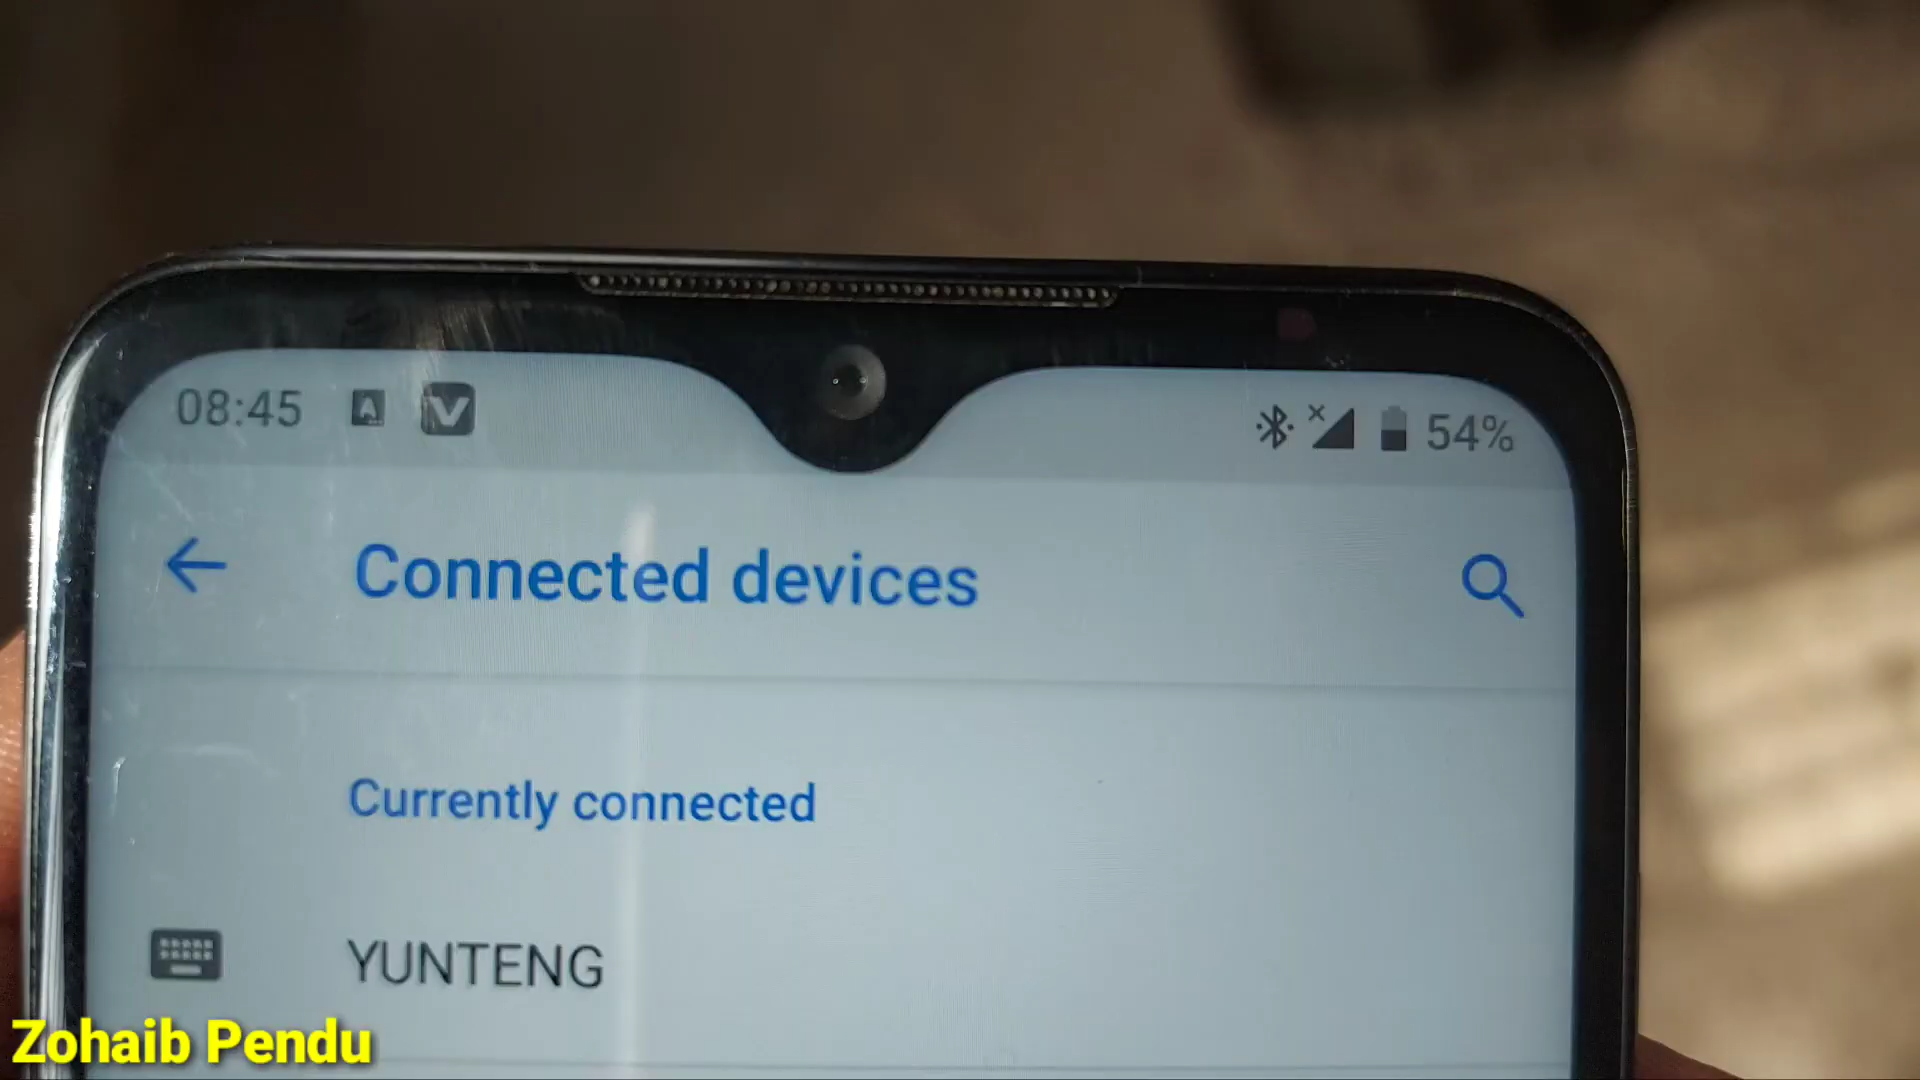 08:45 A V 54%
Connected devices
Currently connected
YUNTENG
Zohaib Pendu